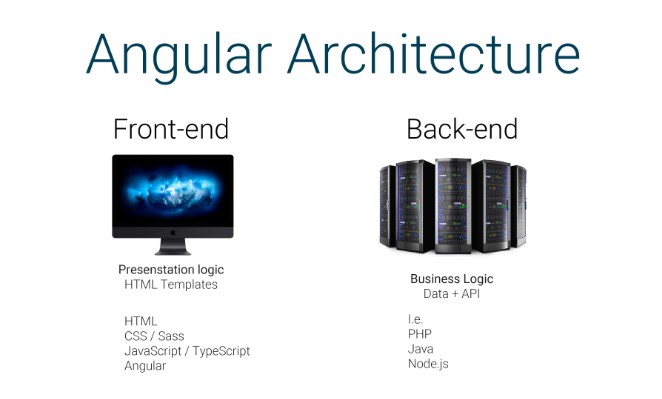 Angular Architecture
Front-end
Presenstation logic
HTML Templates
HTML
CSS / Sass
JavaScript / TypeScript
Angular
Back-end
Business Logic
Data + API
I.e.
PHP
Java
Node.js